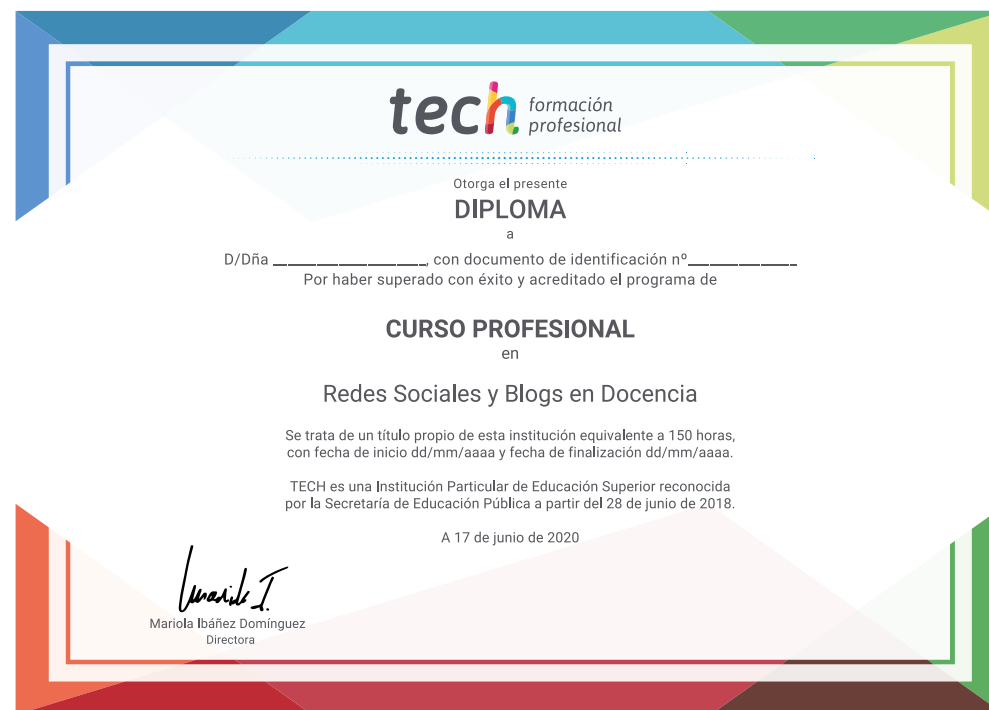 tech formación
profesional
Otorga el presente
DIPLOMA
a
D/Dña ____________________, con documento de identificación nº______________
Por haber superado con éxito y acreditado el programa de
CURSO PROFESIONAL
en
Redes Sociales y Blogs en Docencia
Se trata de un título propio de esta institución equivalente a 150 horas,
con fecha de inicio dd/mm/aaaa y fecha de finalización dd/mm/aaaa.
TECH es una Institución Particular de Educación Superior reconocida
por la Secretaría de Educación Pública a partir del 28 de junio de 2018.
A 17 de junio de 2020
Mariola Ibáñez Domínguez
Directora